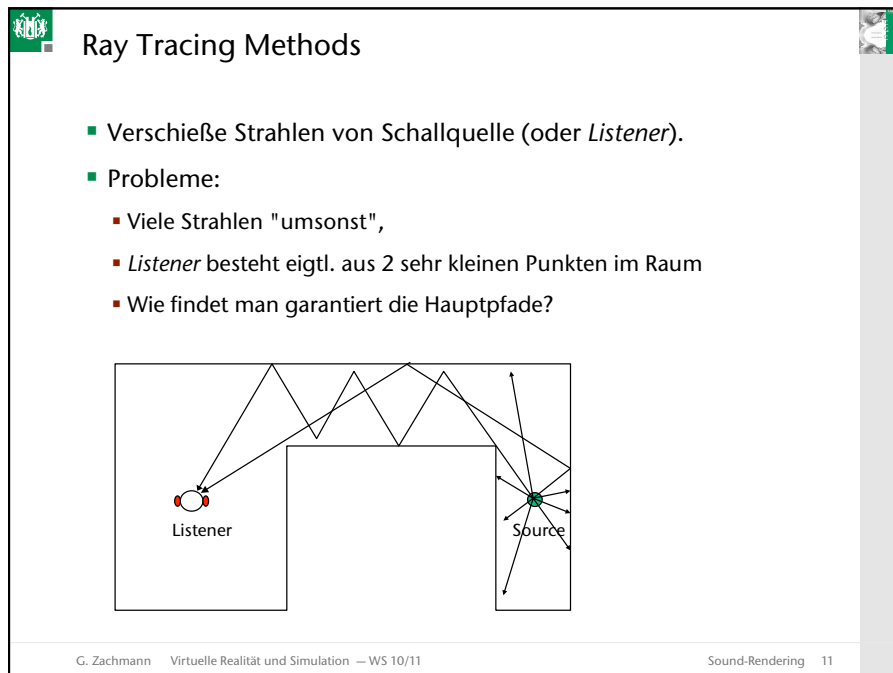 Ray Tracing Methods
Verschieße Strahlen von Schallquelle (oder Listener).
Probleme:
Viele Strahlen "umsonst",
Listener besteht eigtl. aus 2 sehr kleinen Punkten im Raum
Wie findet man garantiert die Hauptpfade?
Listener
Source
G. Zachmann Virtuelle Realität und Simulation — WS 10/11
Sound-Rendering 11